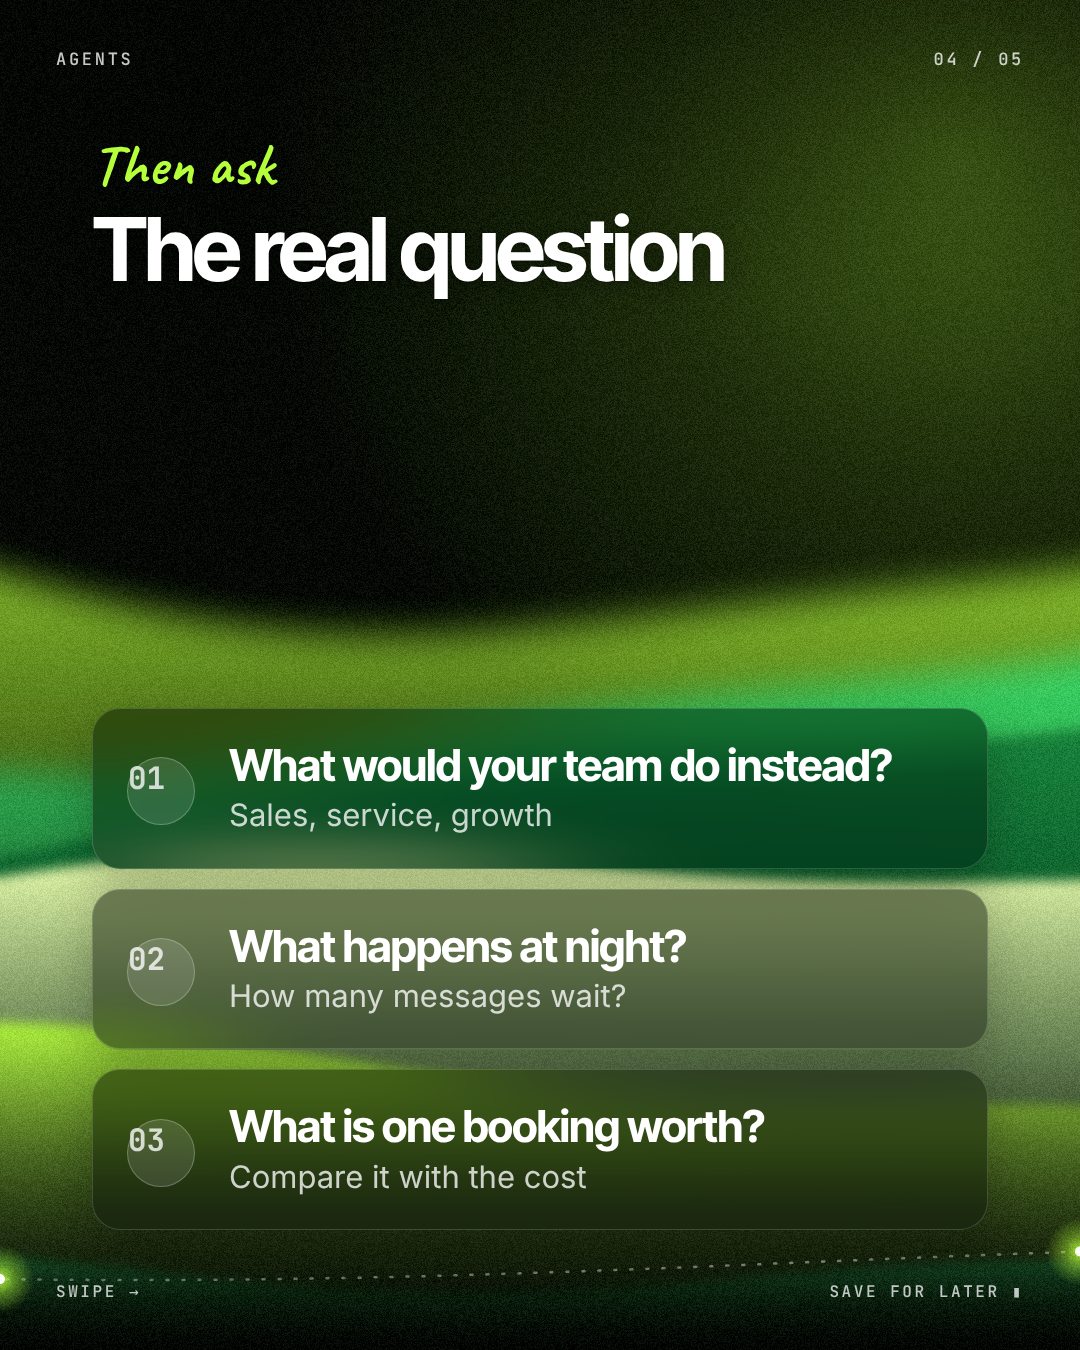 AGENTS
04 / 05
Then ask
The real question
01
What would your team do instead?
Sales, service, growth
02
What happens at night?
How many messages wait?
03
What is one booking worth?
Compare it with the cost
SWIPE →
SAVE FOR LATER ▮